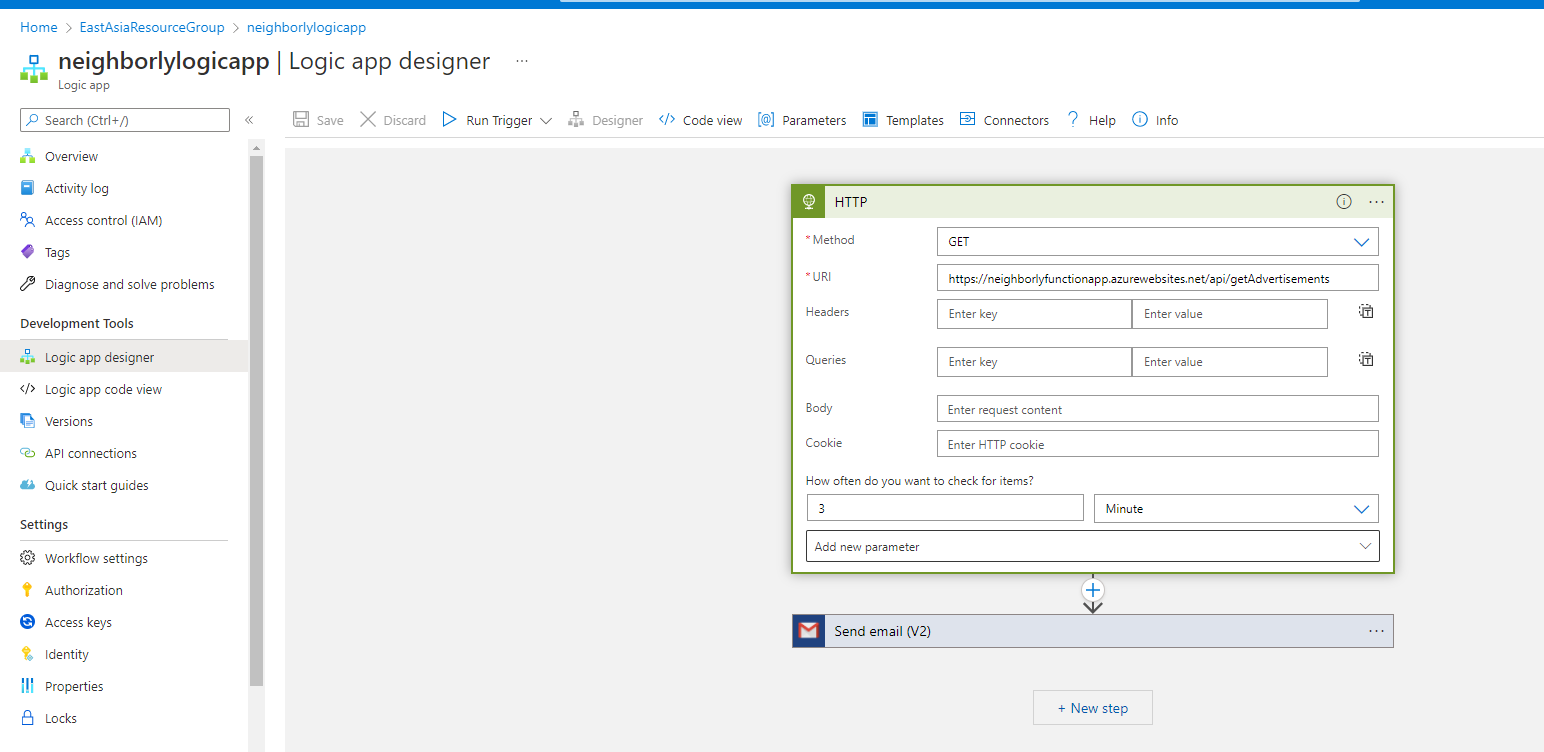 Home > EastAsiaResourceGroup > neighborlylogicapp
neighborlylogicapp | Logic app designer ...
Logic app
Search (Ctrl+/) «
Save Discard Run Trigger Designer Code view Parameters Templates Connectors Help Info
Overview
Activity log
Access control (IAM)
Tags
Diagnose and solve problems
Development Tools
Logic app designer
Logic app code view
Versions
API connections
Quick start guides
Settings
Workflow settings
Authorization
Access keys
Identity
Properties
Locks
HTTP ...
* Method GET
* URI https://neighborlyfunctionapp.azurewebsites.net/api/getAdvertisements
Headers Enter key Enter value
Queries Enter key Enter value
Body Enter request content
Cookie Enter HTTP cookie
How often do you want to check for items?
3 Minute
Add new parameter
Send email (V2) ...
+ New step